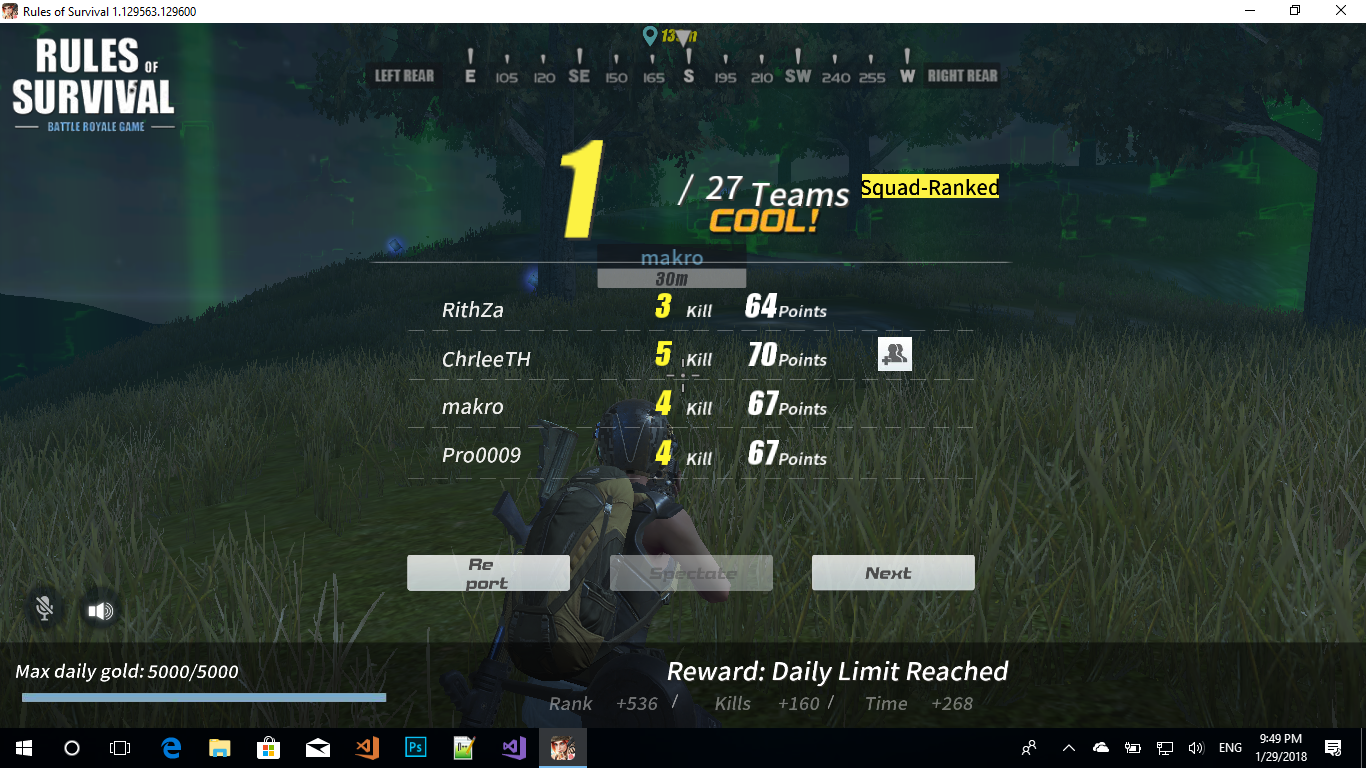 Rules of Survival 1.129563.129600
RULES OF
SURVIVAL
BATTLE ROYALE GAME
LEFT REAR E 105 120 SE 150 165 S 195 210 SW 240 255 W RIGHT REAR
1 / 27 Teams Squad-Ranked
COOL!
makro
30m
RithZa 3 Kill 64 Points
ChrleeTH 5 Kill 70 Points
makro 4 Kill 67 Points
Pro0009 4 Kill 67 Points
Re
port
Spectate
Next
Max daily gold: 5000/5000
Reward: Daily Limit Reached
Rank +536 / Kills +160 / Time +268
Ps
ENG
9:49 PM
1/29/2018